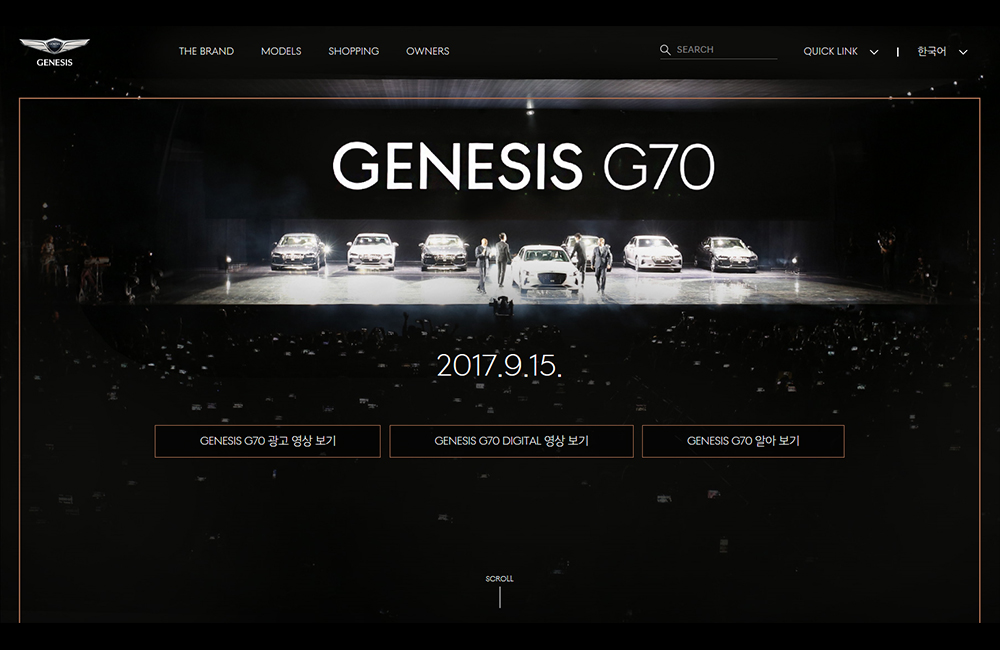 GENESIS
THE BRAND MODELS SHOPPING OWNERS
SEARCH
QUICK LINK | 한국어
GENESIS G70
2017.9.15.
GENESIS G70 광고 영상 보기
GENESIS G70 DIGITAL 영상 보기
GENESIS G70 알아 보기
SCROLL